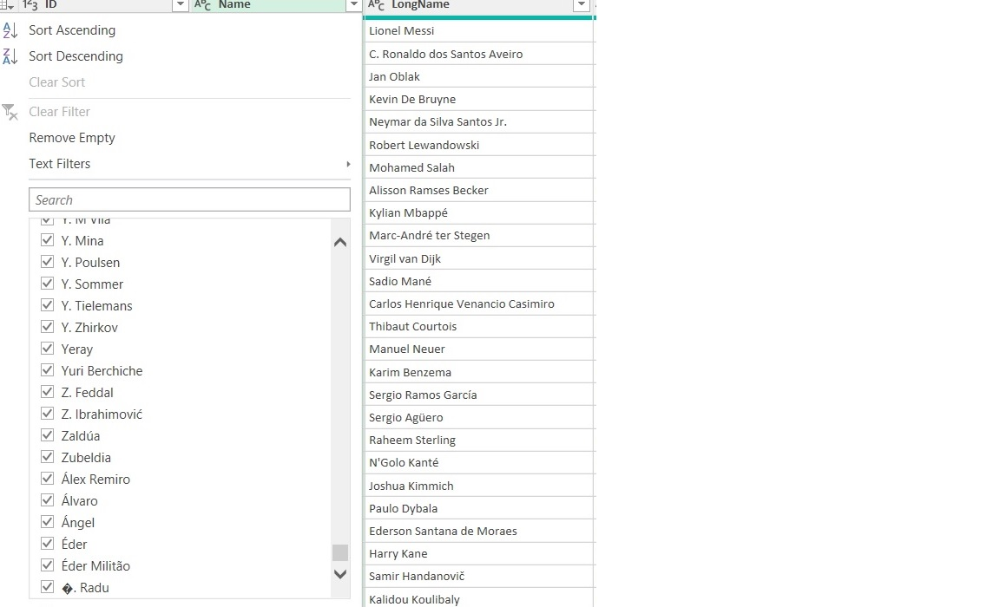 123 ID
ABC Name
ABC LongName
Sort Ascending
Sort Descending
Clear Sort
Clear Filter
Remove Empty
Text Filters
Search
Y. M Vila
Y. Mina
Y. Poulsen
Y. Sommer
Y. Tielemans
Y. Zhirkov
Yeray
Yuri Berchiche
Z. Feddal
Z. Ibrahimović
Zaldúa
Zubeldia
Álex Remiro
Álvaro
Ángel
Éder
Éder Militão
�. Radu
Lionel Messi
C. Ronaldo dos Santos Aveiro
Jan Oblak
Kevin De Bruyne
Neymar da Silva Santos Jr.
Robert Lewandowski
Mohamed Salah
Alisson Ramses Becker
Kylian Mbappé
Marc-André ter Stegen
Virgil van Dijk
Sadio Mané
Carlos Henrique Venancio Casimiro
Thibaut Courtois
Manuel Neuer
Karim Benzema
Sergio Ramos García
Sergio Agüero
Raheem Sterling
N'Golo Kanté
Joshua Kimmich
Paulo Dybala
Ederson Santana de Moraes
Harry Kane
Samir Handanovič
Kalidou Koulibaly